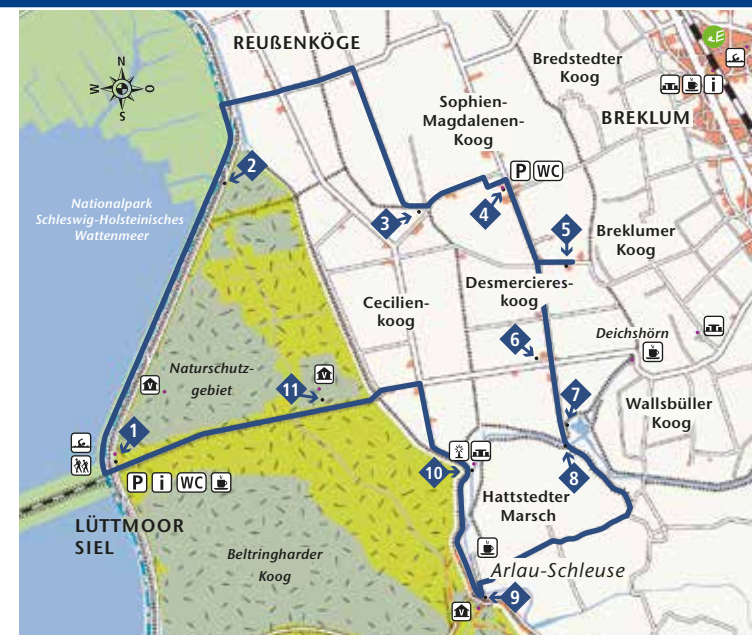 REUßENKÖGE
N
W
O
S
Bredstedter
Koog
Sophien-
Magdalenen-
Koog
BREKLUM
i
P WC
2
Nationalpark
Schleswig-Holsteinisches
Wattenmeer
3
4
5
Breklumer
Koog
Desmercieres-
koog
Cecilien-
koog
6
Deichshörn
Naturschutz-
gebiet
11
7
Wallsbüller
Koog
1
8
10
P i WC
Hattstedter
Marsch
LÜTTMOOR
SIEL
Beltringharder
Koog
Arlau-Schleuse
9